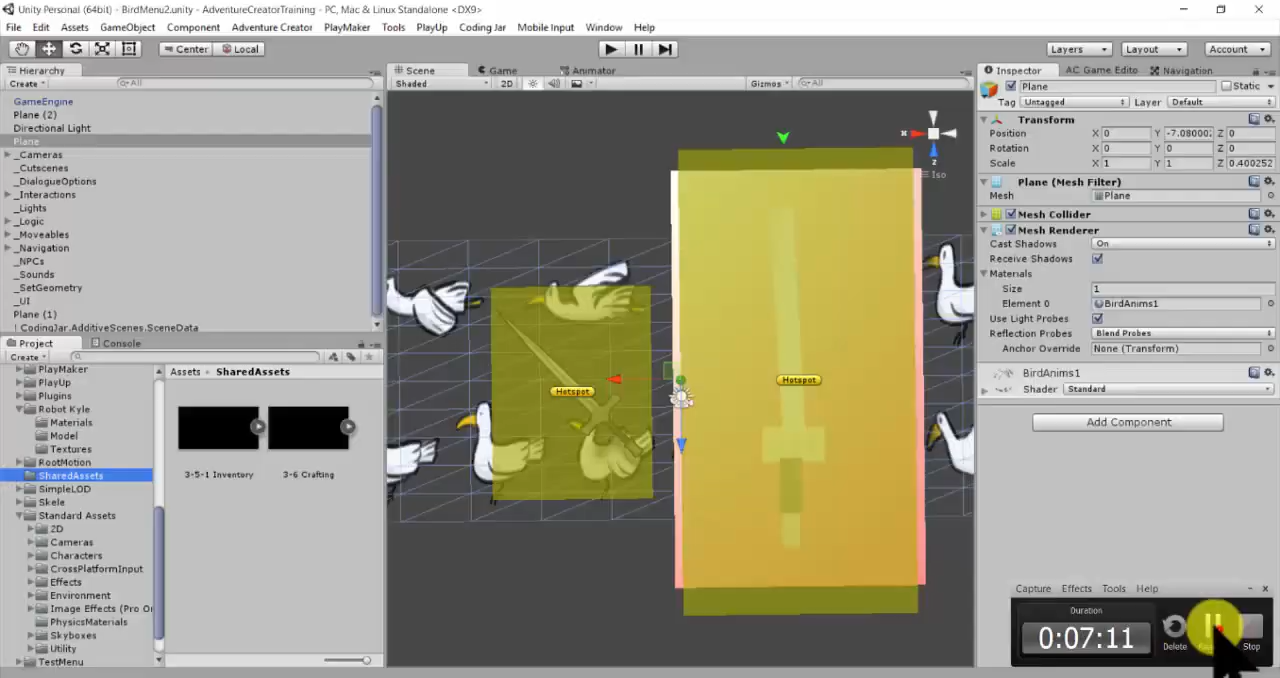 Unity Personal (64bit) - BirdMenu2.unity - AdventureCreatorTraining - PC, Mac & Linux Standalone <DX9>
File Edit Assets GameObject Component Adventure Creator PlayMaker Tools PlayUp Coding Jar Mobile Input Window Help
Center Local Layers Layout Account
Hierarchy
Create All
GameEngine
Plane (2)
Directional Light
Plane
_Cameras
_Cutscenes
_DialogueOptions
_Interactions
_Lights
_Logic
_Moveables
_Navigation
_NPCs
_Sounds
_SetGeometry
_UI
Plane (1)
! CodingJar.AdditiveScenes.SceneData
Project Console
Create
PlayMaker
PlayUp
Plugins
Robot Kyle
Materials
Model
Textures
RootMotion
SharedAssets
SimpleLOD
Skele
Standard Assets
2D
Cameras
Characters
CrossPlatformInput
Effects
Environment
Image Effects (Pro Or
PhysicsMaterials
Skyboxes
Utility
TestMenu
Assets SharedAssets
3-5-1 Inventory 3-6 Crafting
Scene Game Animator
Shaded 2D Gizmos All
x
z
Iso
Hotspot
Hotspot
Inspector AC Game Edito Navigation
Plane Static
Tag Untagged Layer Default
Transform
Position X 0 Y -7.08000 Z 0
Rotation X 0 Y 0 Z 0
Scale X 1 Y 1 Z 0.400252
Plane (Mesh Filter)
Mesh Plane
Mesh Collider
Mesh Renderer
Cast Shadows On
Receive Shadows
Materials
Size 1
Element 0 BirdAnims1
Use Light Probes
Reflection Probes Blend Probes
Anchor Override None (Transform)
BirdAnims1
Shader Standard
Add Component
Capture Effects Tools Help
Duration
0:07:11
Delete Stop